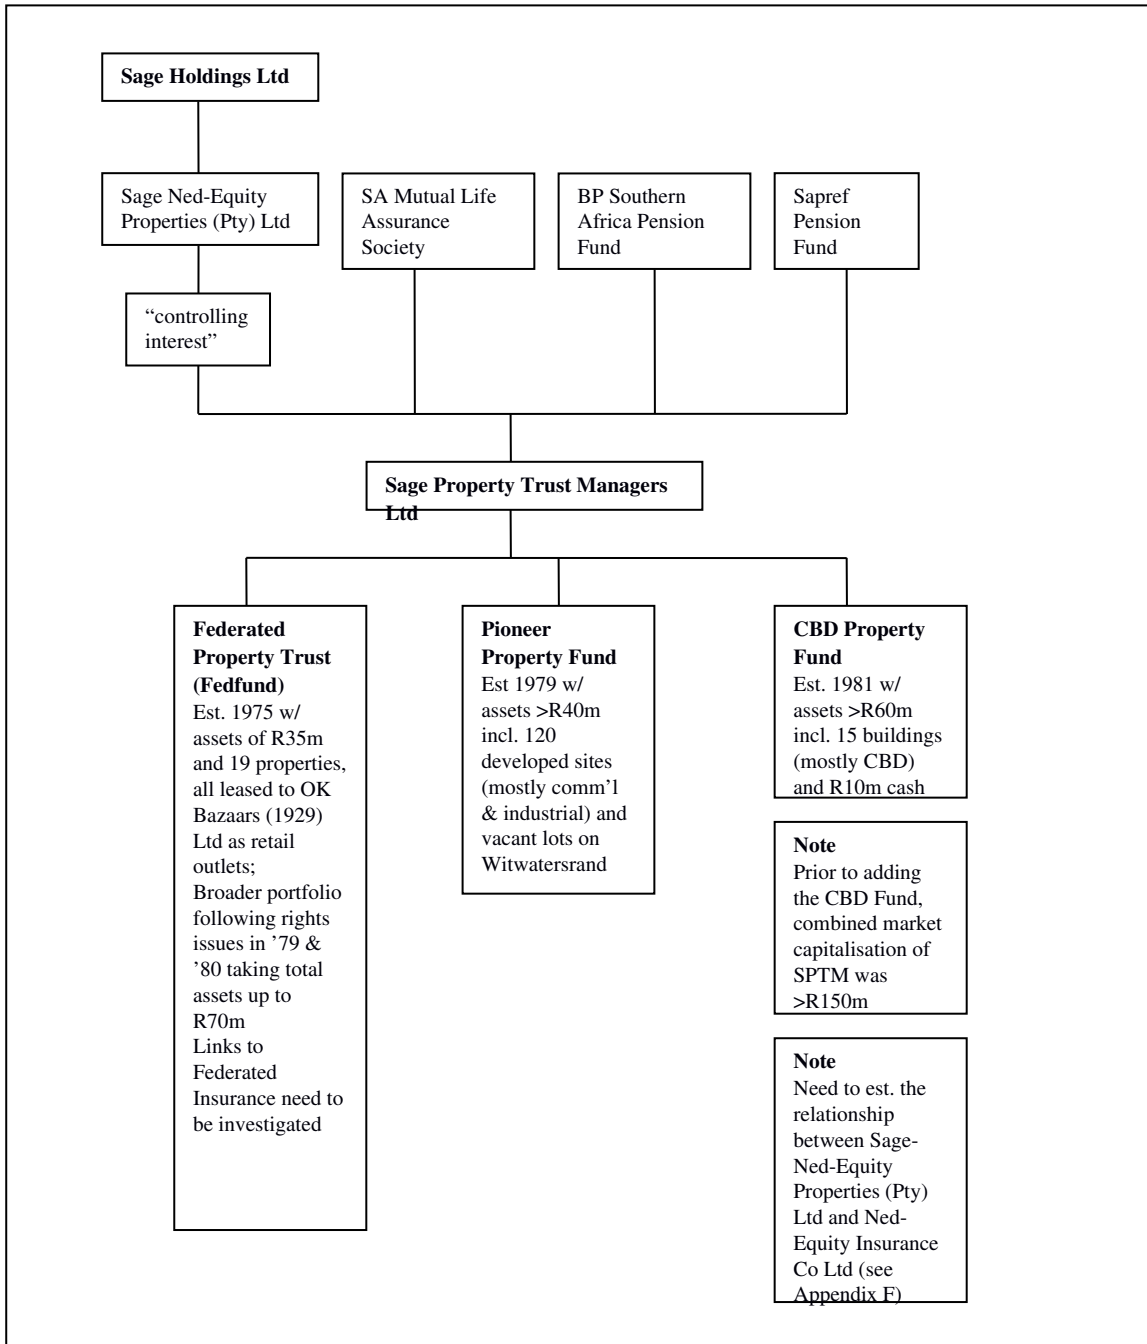 Sage Holdings Ltd
Sage Ned-Equity
Properties (Pty) Ltd
SA Mutual Life
Assurance
Society
BP Southern
Africa Pension
Fund
Sapref
Pension
Fund
“controlling
interest”
Sage Property Trust Managers
Ltd
Federated
Property Trust
(Fedfund)
Est. 1975 w/
assets of R35m
and 19 properties,
all leased to OK
Bazaars (1929)
Ltd as retail
outlets;
Broader portfolio
following rights
issues in ’79 &
’80 taking total
assets up to
R70m
Links to
Federated
Insurance need to
be investigated
Pioneer
Property Fund
Est 1979 w/
assets >R40m
incl. 120
developed sites
(mostly comm’l
& industrial) and
vacant lots on
Witwatersrand
CBD Property
Fund
Est. 1981 w/
assets >R60m
incl. 15 buildings
(mostly CBD)
and R10m cash
Note
Prior to adding
the CBD Fund,
combined market
capitalisation of
SPTM was
>R150m
Note
Need to est. the
relationship
between Sage-
Ned-Equity
Properties (Pty)
Ltd and Ned-
Equity Insurance
Co Ltd (see
Appendix F)